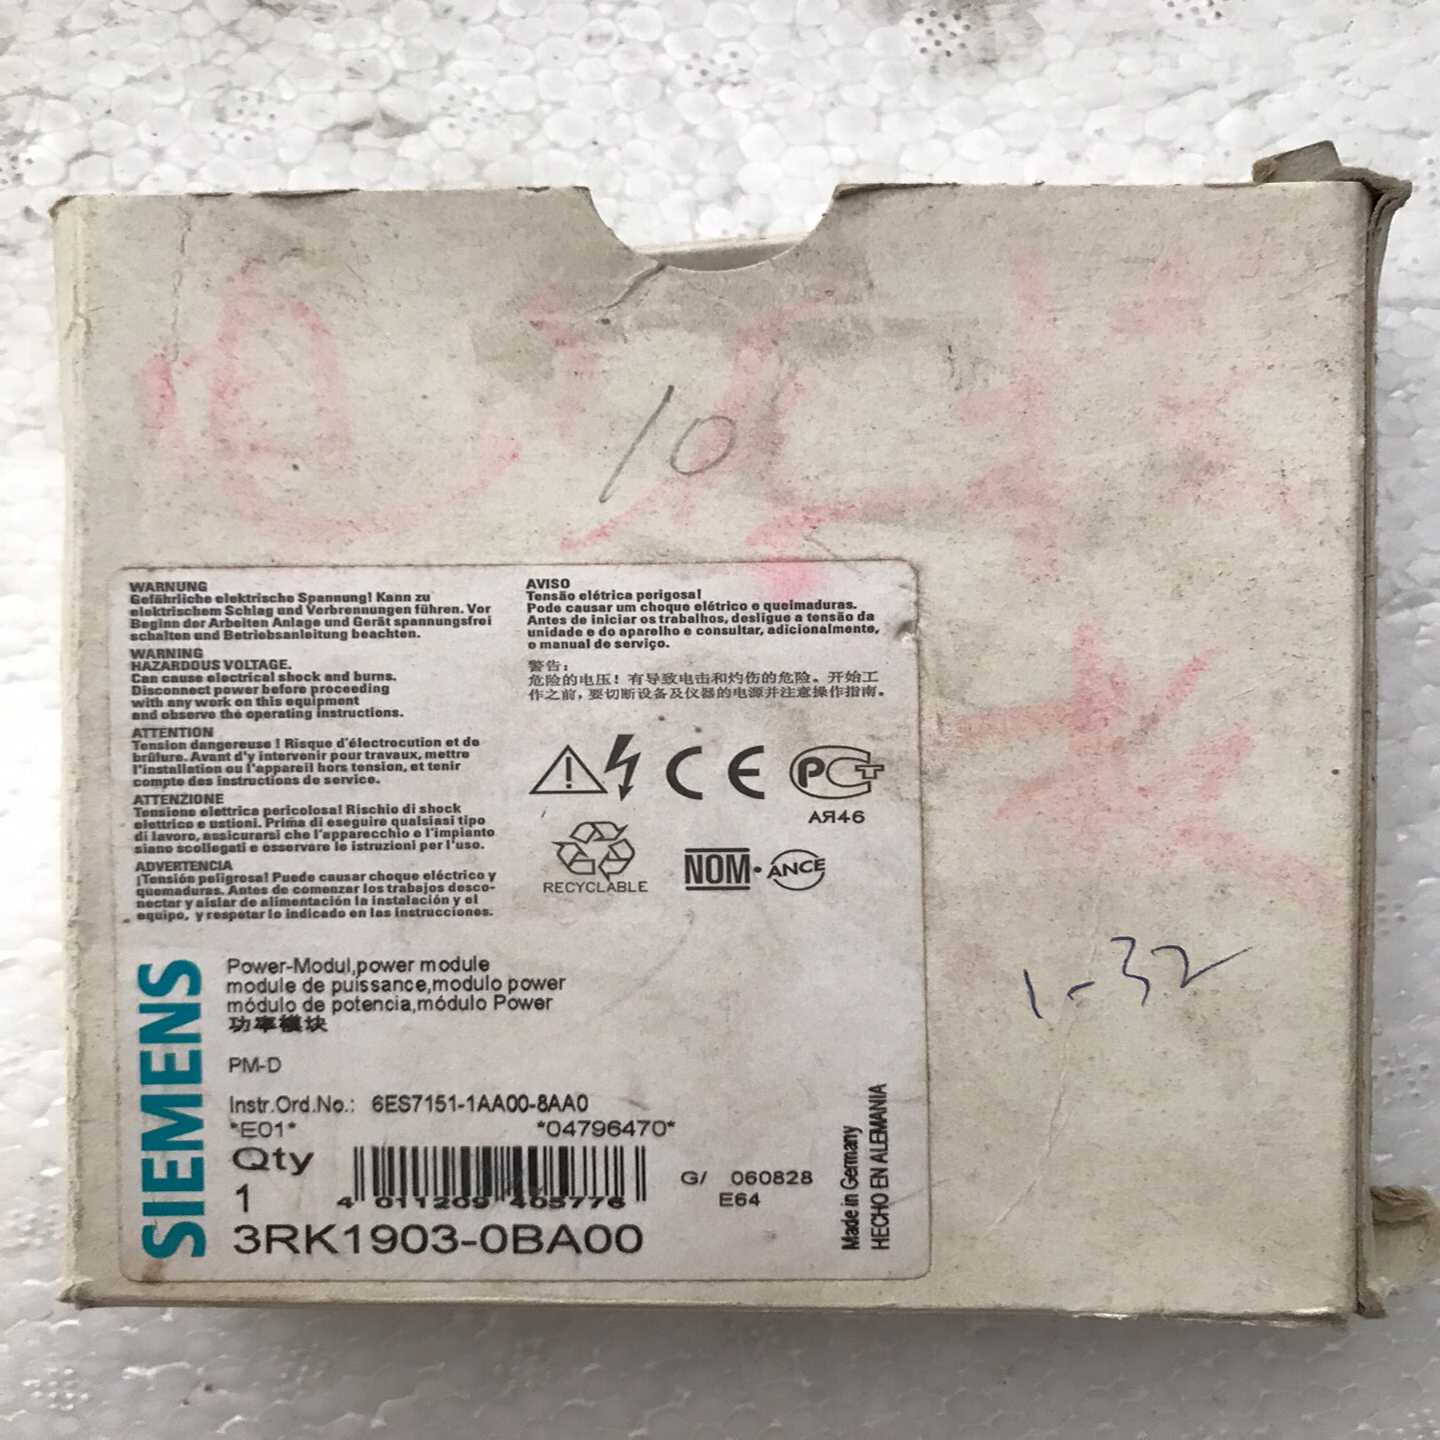 10
WARNUNG
Gefährliche elektrische Spannung! Kann zu
elektrischem Schlag und Verbrennungen führen. Vor
Beginn der Arbeiten Anlage und Gerät spannungsfrei
schalten und Betriebsanleitung beachten.
WARNING
HAZARDOUS VOLTAGE.
Can cause electrical shock and burns.
Disconnect power before proceeding
with any work on this equipment
and observe the operating instructions.
ATTENTION
Tension dangereuse ! Risque d'électrocution et de
brûlure. Avant d'y intervenir pour travaux, mettre
l'installation ou l'appareil hors tension, et tenir
compte des instructions de service.
ATTENZIONE
Tensione elettrica pericolosa! Rischio di shock
elettrico e ustioni. Prima di eseguire qualsiasi tipo
di lavoro, assicurarsi che l'apparecchio e l'impianto
siano scollegati e osservare le istruzioni per l'uso.
ADVERTENCIA
¡Tensión peligrosa! Puede causar choque eléctrico y
quemaduras. Antes de comenzar los trabajos desco-
nectar y aislar de alimentación la instalación y el
equipo, y respetar lo indicado en las instrucciones.
AVISO
Tensão elétrica perigosa!
Pode causar um choque elétrico e queimaduras.
Antes de iniciar os trabalhos, desligue a tensão da
unidade e do aparelho e consultar, adicionalmente,
o manual de serviço.
警告：
危险的电压！有导致电击和灼伤的危险。开始工
作之前，要切断设备及仪器的电源并注意操作指南。
CE
PCT
АЯ46
RECYCLABLE
NOM·ANCE
SIEMENS
Power-Modul,power module
module de puissance,modulo power
módulo de potencia,módulo Power
功率模块
PM-D
Instr.Ord.No.: 6ES7151-1AA00-8AA0
*E01* *04796470*
Qty
1
4 011209 405776
G/ 060828
E64
3RK1903-0BA00
Made in Germany
HECHO EN ALEMANIA
1-32